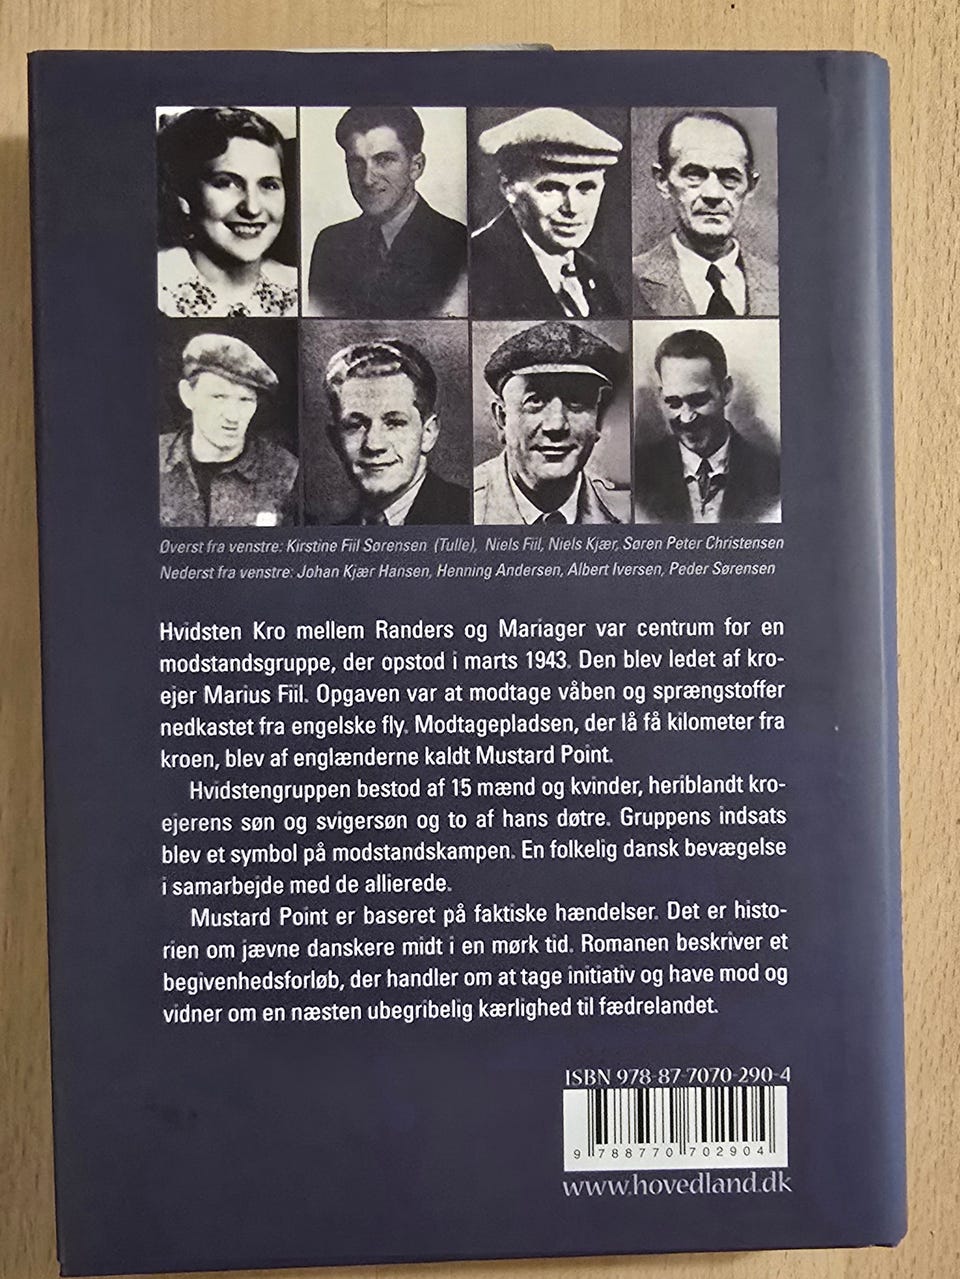 Øverst fra venstre: Kirstine Fiil Sørensen (Tulle), Niels Fiil, Niels Kjær, Søren Peter Christensen
Nederst fra venstre: Johan Kjær Hansen, Henning Andersen, Albert Iversen, Peder Sørensen
Hvidsten Kro mellem Randers og Mariager var centrum for en
modstandsgruppe, der opstod i marts 1943. Den blev ledet af kro-
ejer Marius Fiil. Opgaven var at modtage våben og sprængstoffer
nedkastet fra engelske fly. Modtagepladsen, der lå få kilometer fra
kroen, blev af englænderne kaldt Mustard Point.
Hvidstengruppen bestod af 15 mænd og kvinder, heriblandt kro-
ejerens søn og svigersøn og to af hans døtre. Gruppens indsats
blev et symbol på modstandskampen. En folkelig dansk bevægelse
i samarbejde med de allierede.
Mustard Point er baseret på faktiske hændelser. Det er histo-
rien om jævne danskere midt i en mørk tid. Romanen beskriver et
begivenhedsforløb, der handler om at tage initiativ og have mod og
vidner om en næsten ubegribelig kærlighed til fædrelandet.
ISBN 978-87-7070-290-4
9 788770 702904
www.hovedland.dk